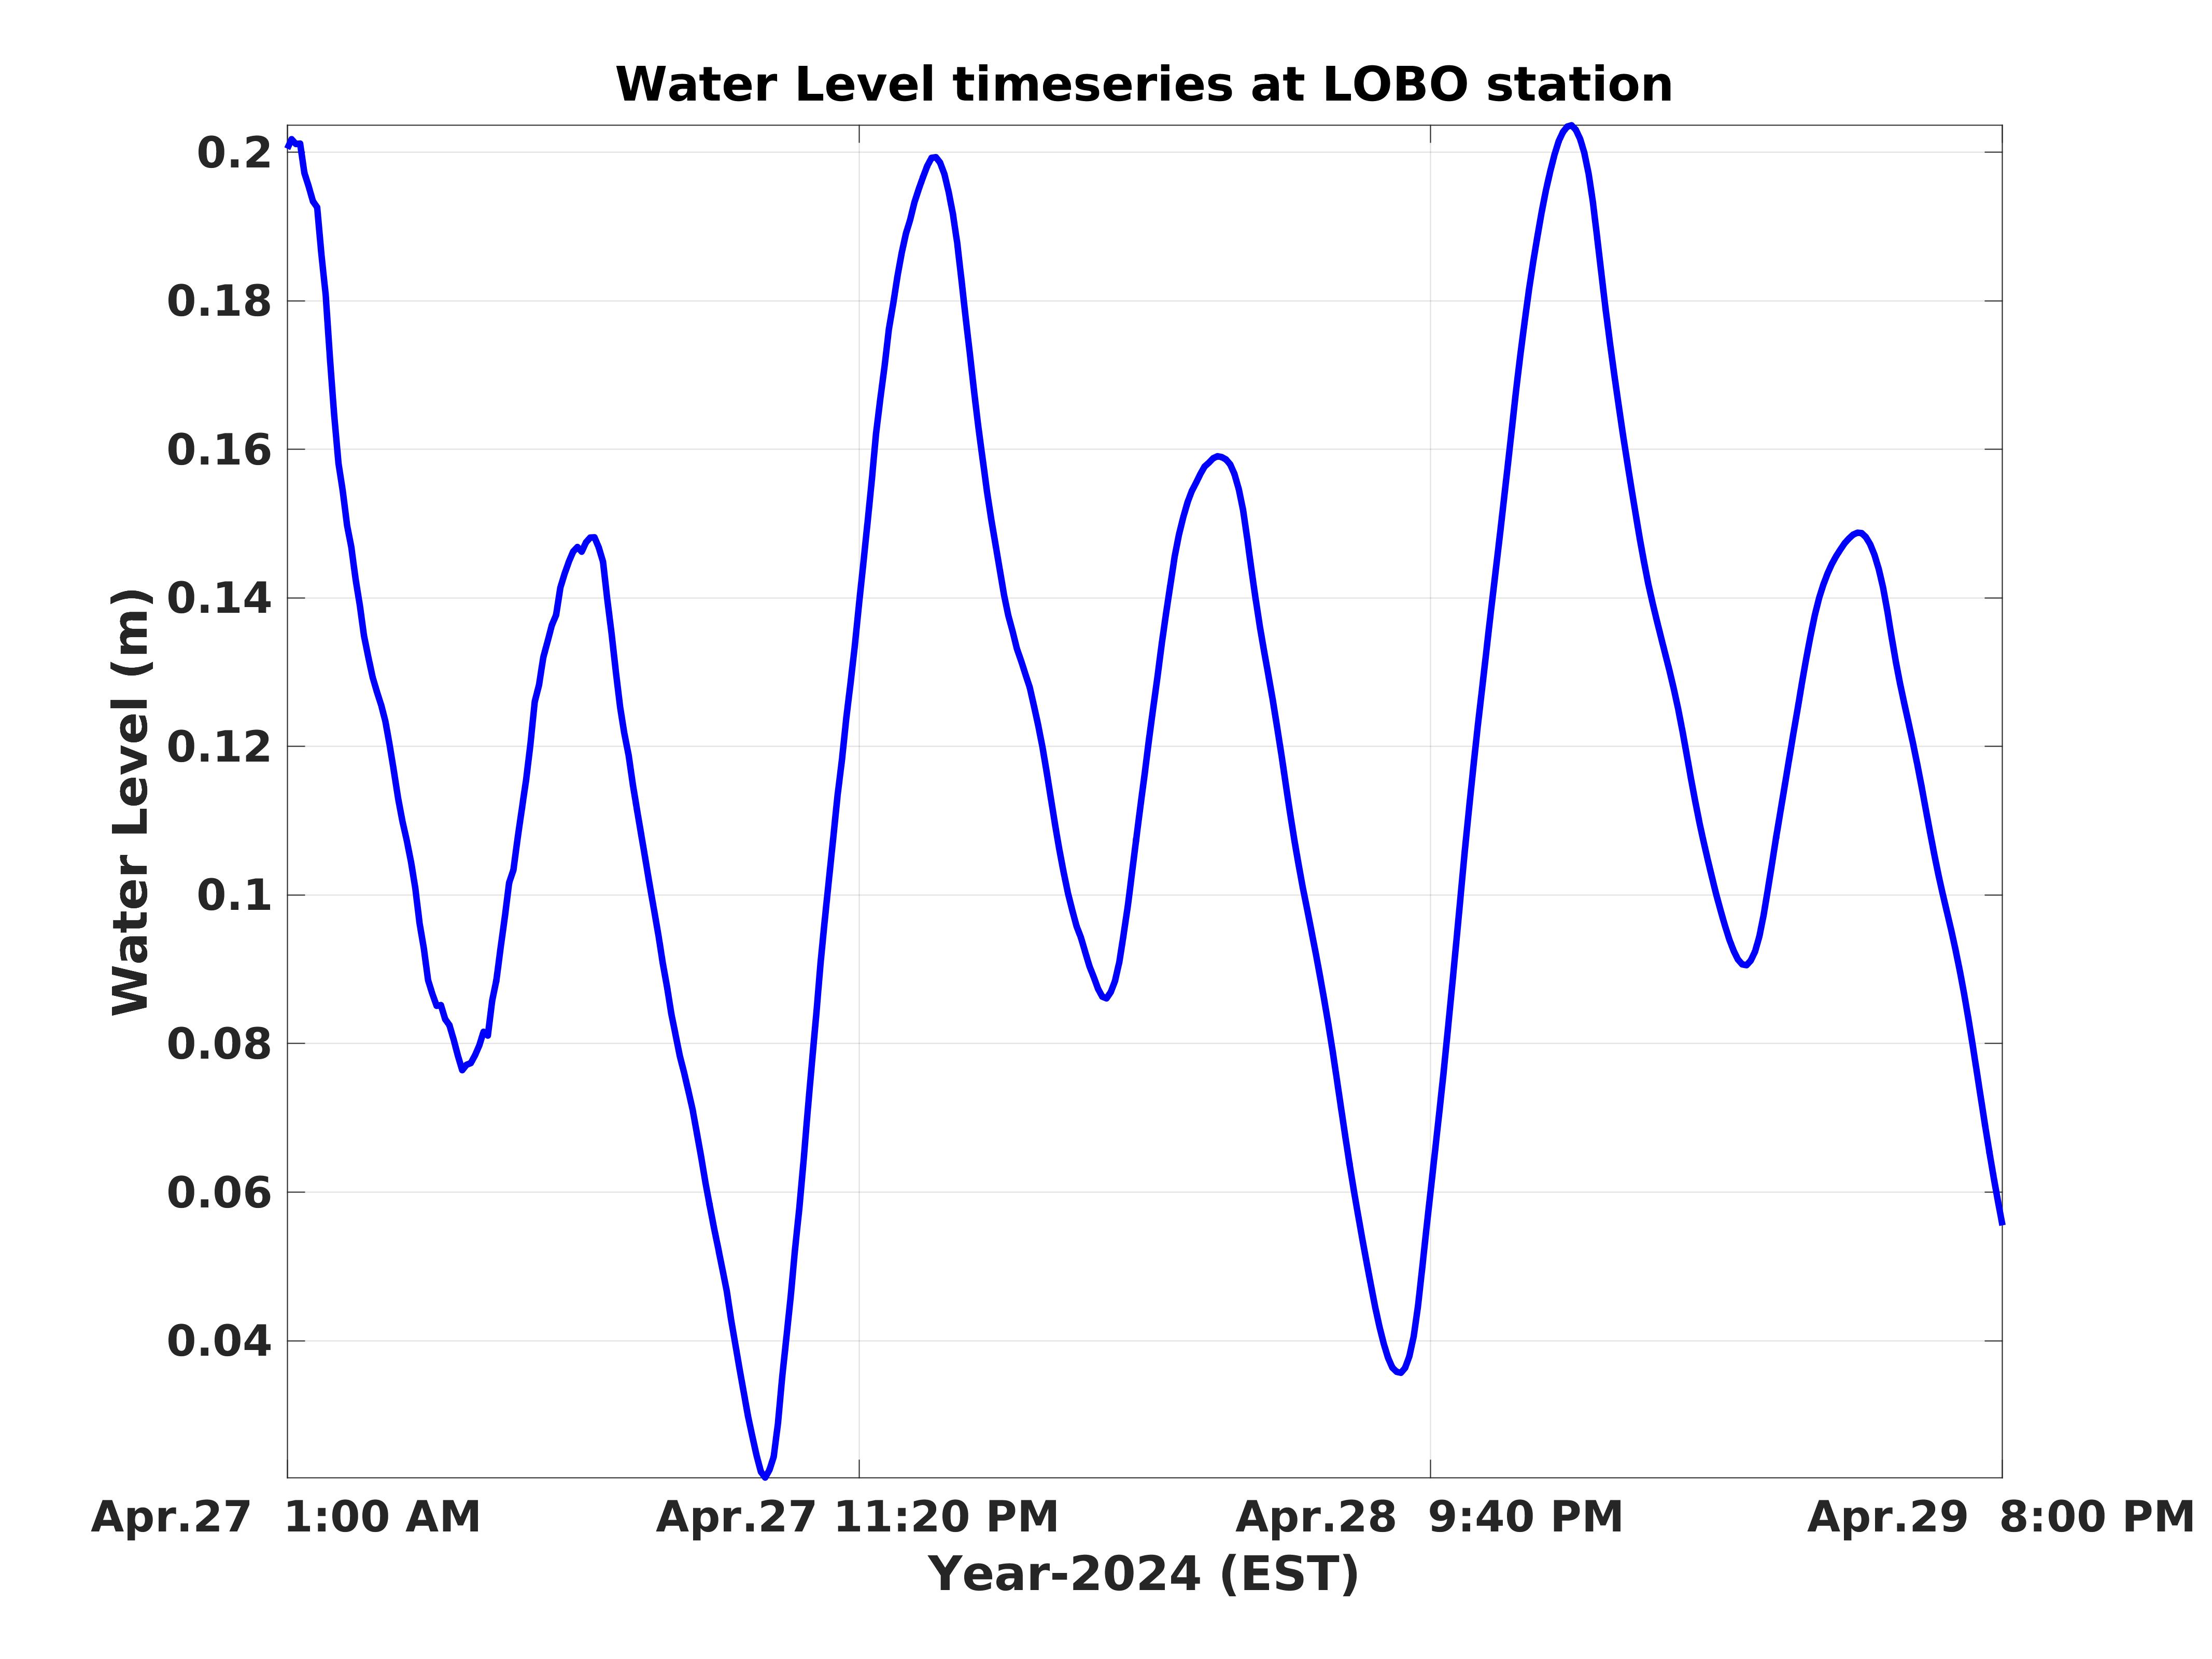 Water Level timeseries at LOBO station
0.2
0.18
0.16
0.14
0.12
0.1
0.08
0.06
0.04
Water Level (m)
Apr.27  1:00 AM
Apr.27 11:20 PM
Apr.28  9:40 PM
Apr.29  8:00 PM
Year-2024 (EST)